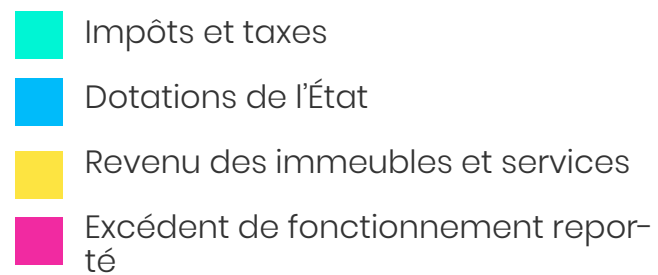 Impôts et taxes
Dotations de l’État
Revenu des immeubles et services
Excédent de fonctionnement repor-
té